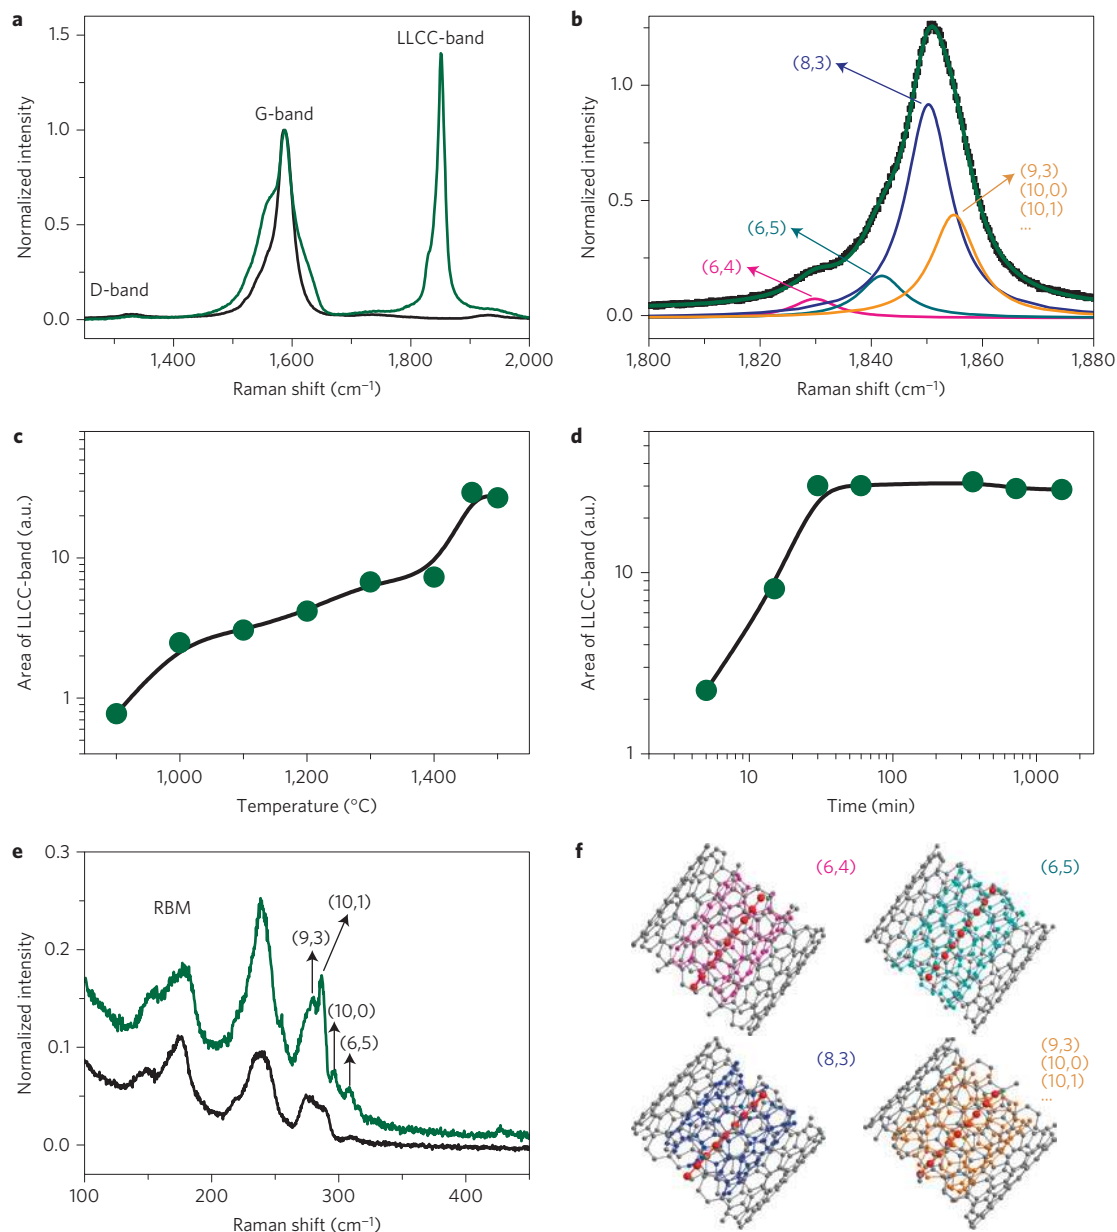 a
LLCC-band
G-band
D-band
1.5
1.0
0.5
0.0
Normalized intensity
1,400 1,600 1,800 2,000
Raman shift (cm⁻¹)
b
(8,3)
(9,3)
(10,0)
(10,1)
...
(6,5)
(6,4)
1.0
0.5
0.0
Normalized intensity
1,800 1,820 1,840 1,860 1,880
Raman shift (cm⁻¹)
c
10
1
Area of LLCC-band (a.u.)
1,000 1,200 1,400
Temperature (°C)
d
10
1
Area of LLCC-band (a.u.)
10 100 1,000
Time (min)
e
RBM
(10,1)
(9,3)
(10,0)
(6,5)
0.3
0.2
0.1
0.0
Normalized intensity
100 200 300 400
Raman shift (cm⁻¹)
f
(6,4)
(6,5)
(8,3)
(9,3)
(10,0)
(10,1)
...